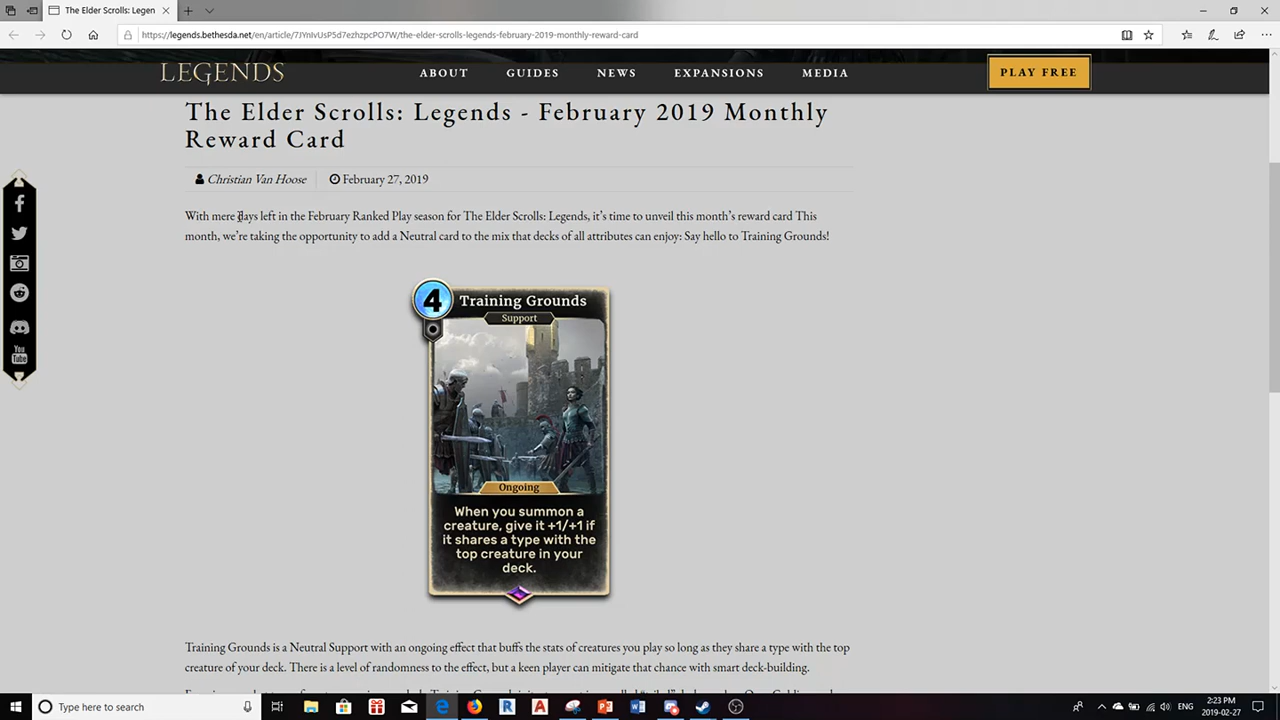 The Elder Scrolls: Legen
https://legends.bethesda.net/en/article/7JYnIvUsP5d7ezhzpcPO7W/the-elder-scrolls-legends-february-2019-monthly-reward-card
LEGENDS ABOUT GUIDES NEWS EXPANSIONS MEDIA PLAY FREE
The Elder Scrolls: Legends - February 2019 Monthly
Reward Card
Christian Van Hoose February 27, 2019
With mere days left in the February Ranked Play season for The Elder Scrolls: Legends, it's time to unveil this month's reward card This
month, we're taking the opportunity to add a Neutral card to the mix that decks of all attributes can enjoy: Say hello to Training Grounds!
4 Training Grounds
Support
Ongoing
When you summon a
creature, give it +1/+1 if
it shares a type with the
top creature in your
deck.
Training Grounds is a Neutral Support with an ongoing effect that buffs the stats of creatures you play so long as they share a type with the top
creature of your deck. There is a level of randomness to the effect, but a keen player can mitigate that chance with smart deck-building.
Type here to search
ENG
2:23 PM
2019-02-27